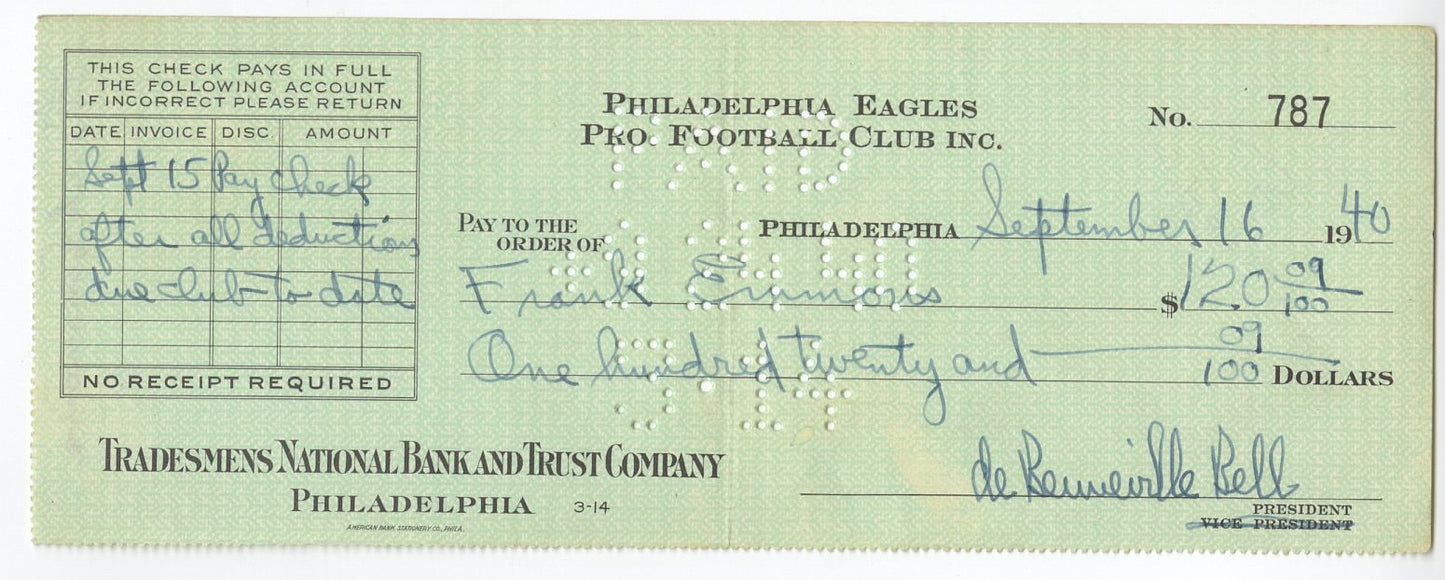 THIS CHECK PAYS IN FULL
THE FOLLOWING ACCOUNT
IF INCORRECT PLEASE RETURN
DATE INVOICE DISC. AMOUNT
Sept 15 Pay check
after all deductions
due club to date
NO RECEIPT REQUIRED
PHILADELPHIA EAGLES
PRO. FOOTBALL CLUB INC.
No. 787
PHILADELPHIA September 16 1940
PAY TO THE
ORDER OF
Frank Emmons $120 09/100
One hundred twenty and 09/100 DOLLARS
TRADESMENS NATIONAL BANK AND TRUST COMPANY
PHILADELPHIA 3-14
AMERICAN BANK STATIONERY CO., PHILA.
de Benneville Bell
PRESIDENT
VICE PRESIDENT
PAID
3-14